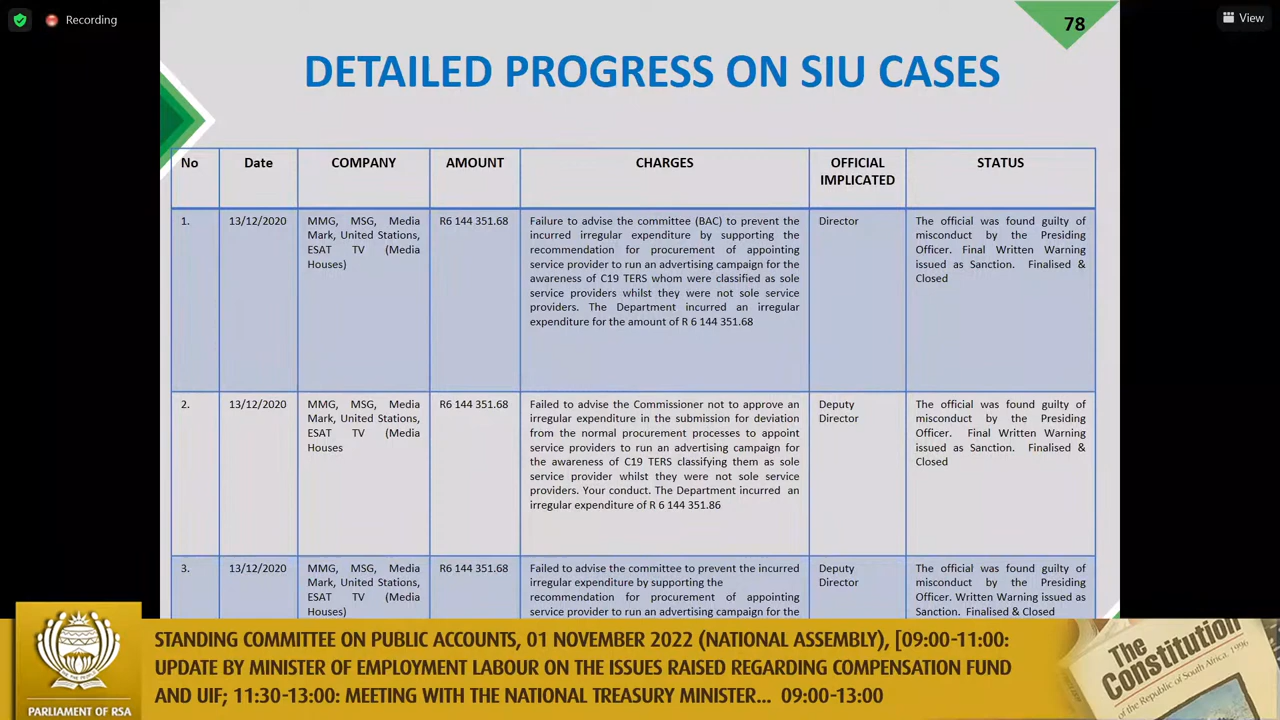 Recording
View
78
DETAILED PROGRESS ON SIU CASES
No
Date
COMPANY
AMOUNT
CHARGES
OFFICIAL
IMPLICATED
STATUS
1.
13/12/2020
MMG, MSG, Media
Mark, United Stations,
ESAT TV (Media
Houses)
R6 144 351.68
Failure to advise the committee (BAC) to prevent the
incurred irregular expenditure by supporting the
recommendation for procurement of appointing
service provider to run an advertising campaign for the
awareness of C19 TERS whom were classified as sole
service providers whilst they were not sole service
providers. The Department incurred an irregular
expenditure for the amount of R 6 144 351.68
Director
The official was found guilty of
misconduct by the Presiding
Officer. Final Written Warning
issued as Sanction. Finalised &
Closed
2.
13/12/2020
MMG, MSG, Media
Mark, United Stations,
ESAT TV (Media
Houses
R6 144 351.68
Failed to advise the Commissioner not to approve an
irregular expenditure in the submission for deviation
from the normal procurement processes to appoint
service providers to run an advertising campaign for
the awareness of C19 TERS classifying them as sole
service provider whilst they were not sole service
providers. Your conduct. The Department incurred an
irregular expenditure of R 6 144 351.86
Deputy
Director
The official was found guilty of
misconduct by the Presiding
Officer. Final Written Warning
issued as Sanction. Finalised &
Closed
3.
13/12/2020
MMG, MSG, Media
Mark, United Stations,
ESAT TV (Media
Houses)
R6 144 351.68
Failed to advise the committee to prevent the incurred
irregular expenditure by supporting the
recommendation for procurement of appointing
service provider to run an advertising campaign for the
Deputy
Director
The official was found guilty of
misconduct by the Presiding
Officer. Written Warning issued as
Sanction. Finalised & Closed
PARLIAMENT OF RSA
STANDING COMMITTEE ON PUBLIC ACCOUNTS, 01 NOVEMBER 2022 (NATIONAL ASSEMBLY), [09:00-11:00:
UPDATE BY MINISTER OF EMPLOYMENT LABOUR ON THE ISSUES RAISED REGARDING COMPENSATION FUND
AND UIF; 11:30-13:00: MEETING WITH THE NATIONAL TREASURY MINISTER... 09:00-13:00
The
Constitution
of the Republic of South Africa, 1996